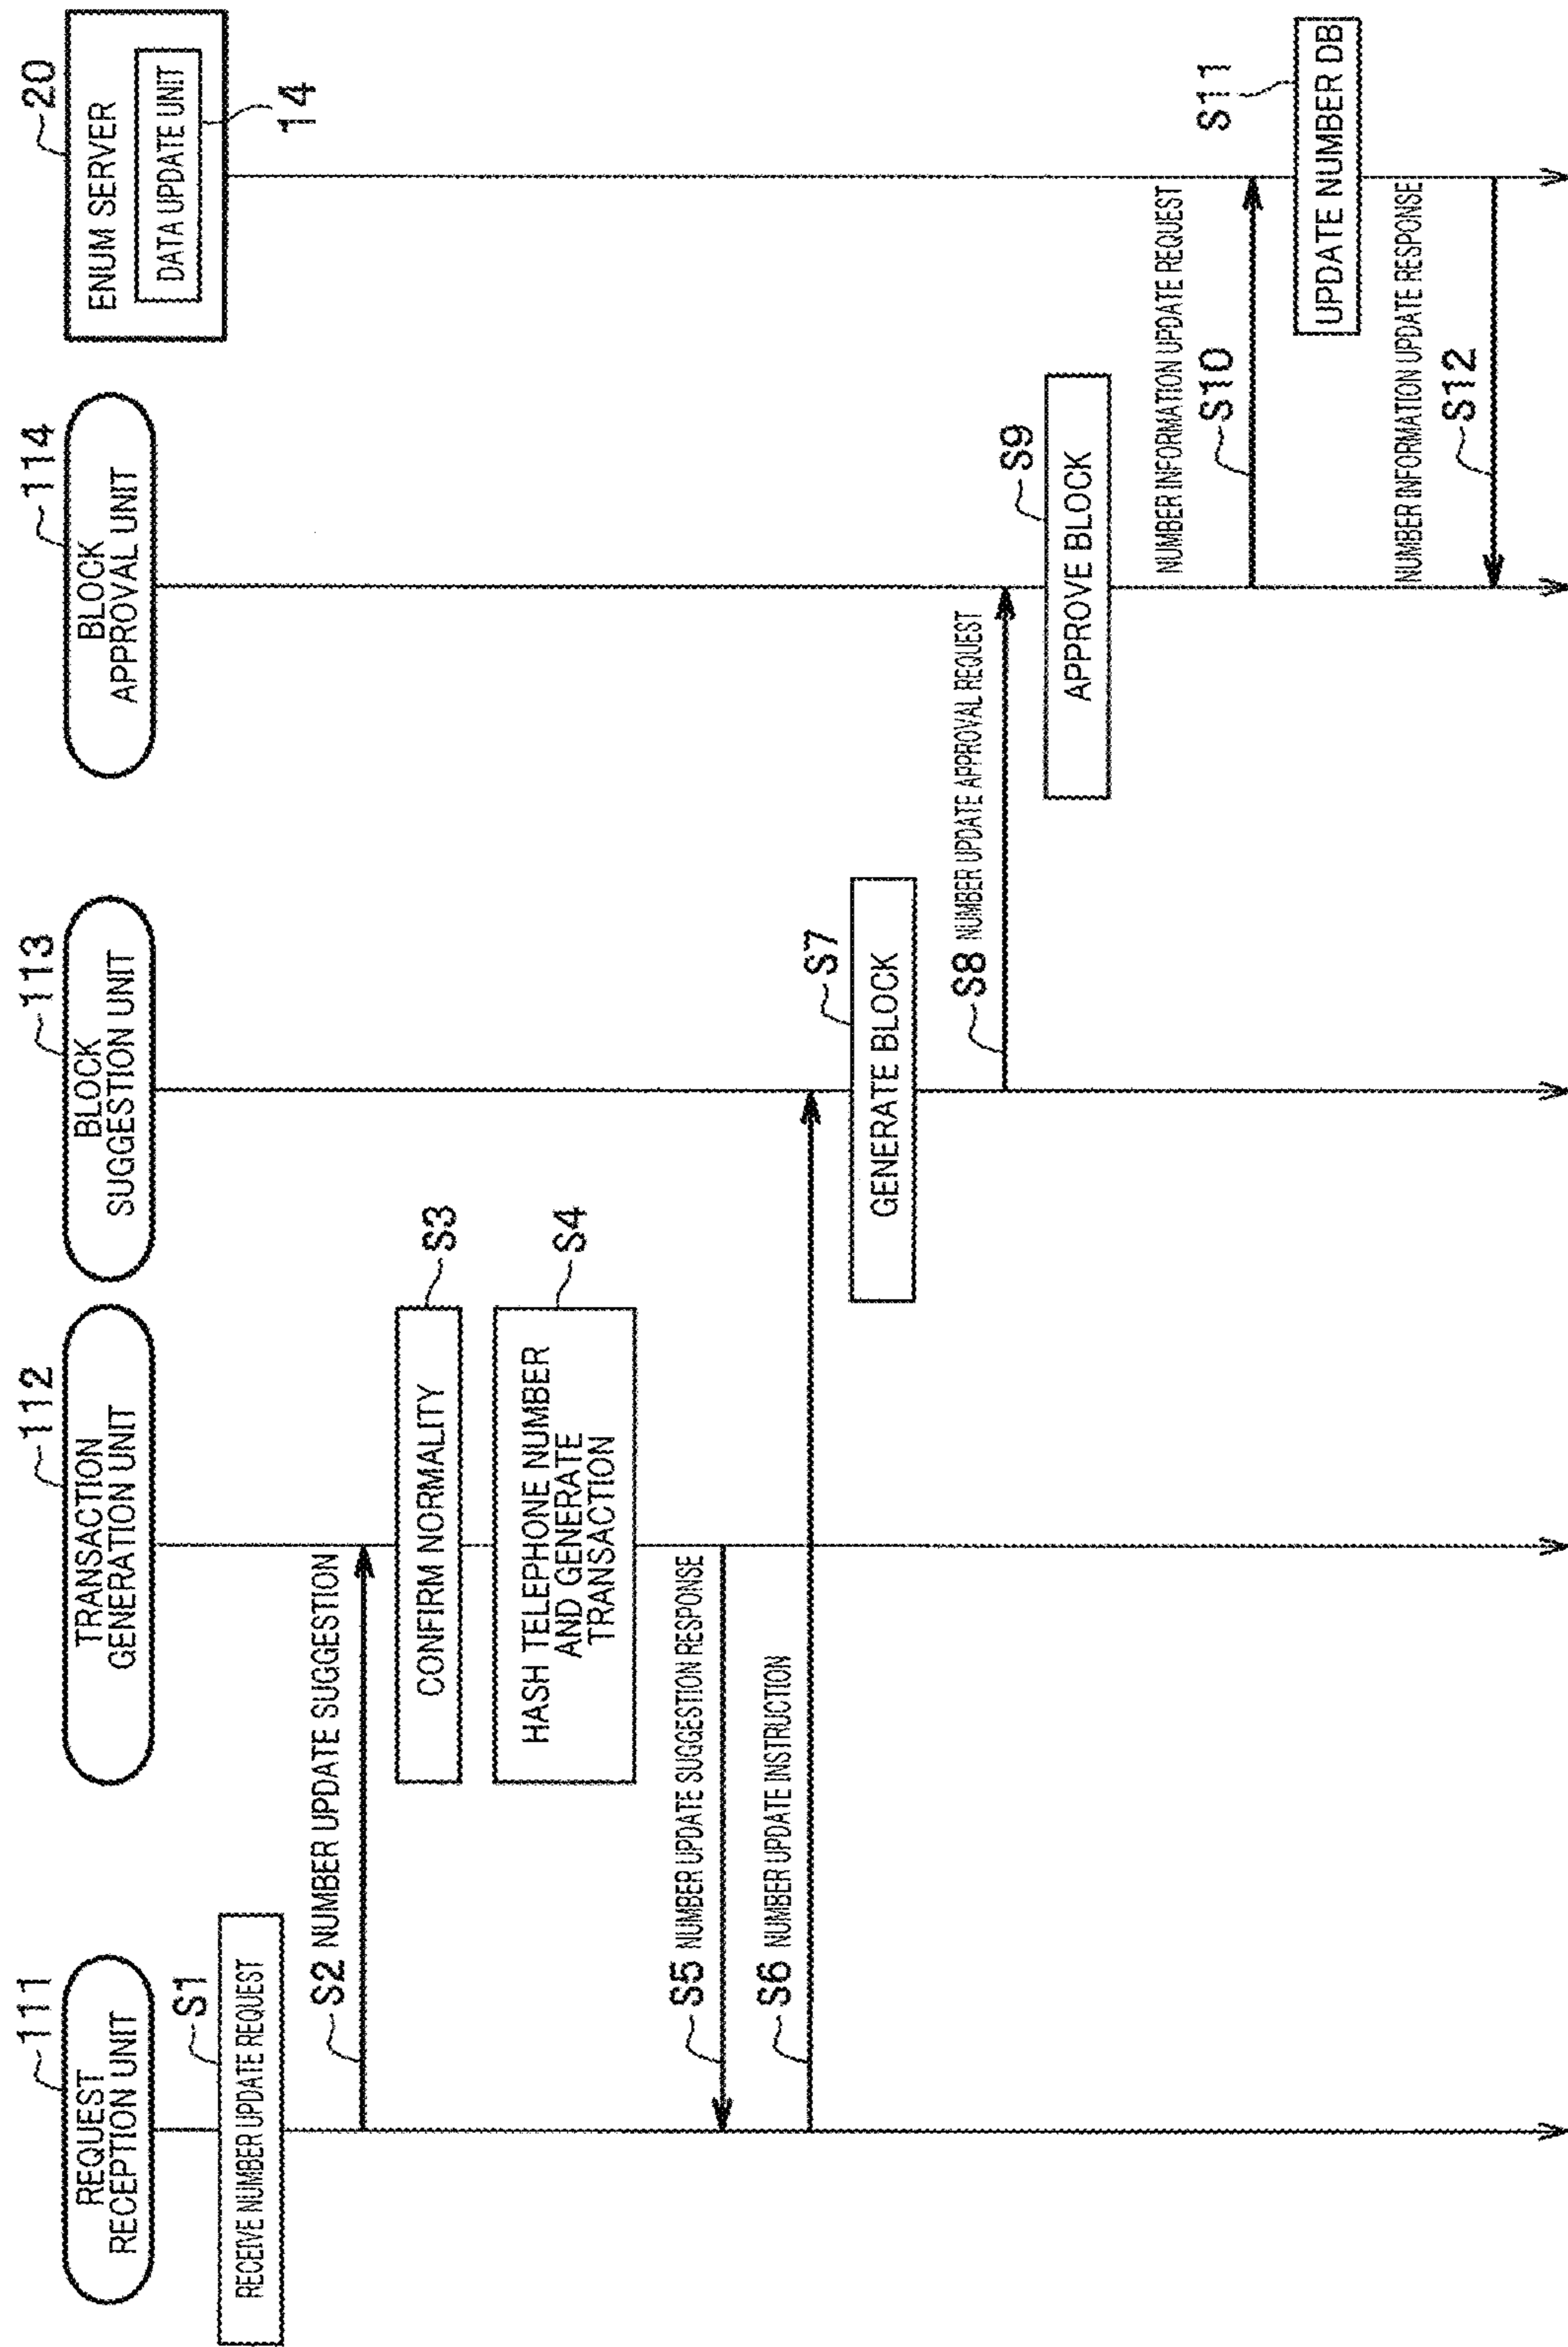 111
REQUEST
RECEPTION UNIT
112
TRANSACTION
GENERATION UNIT
113
BLOCK
SUGGESTION UNIT
114
BLOCK
APPROVAL UNIT
20
ENUM SERVER
DATA UPDATE UNIT
14
S1
RECEIVE NUMBER UPDATE REQUEST
S2 NUMBER UPDATE SUGGESTION
S3
CONFIRM NORMALITY
S4
HASH TELEPHONE NUMBER
AND GENERATE
TRANSACTION
S5 NUMBER UPDATE SUGGESTION RESPONSE
S6 NUMBER UPDATE INSTRUCTION
S7
GENERATE BLOCK
S8 NUMBER UPDATE APPROVAL REQUEST
S9
APPROVE BLOCK
NUMBER INFORMATION UPDATE REQUEST
S10
S11
UPDATE NUMBER DB
NUMBER INFORMATION UPDATE RESPONSE
S12